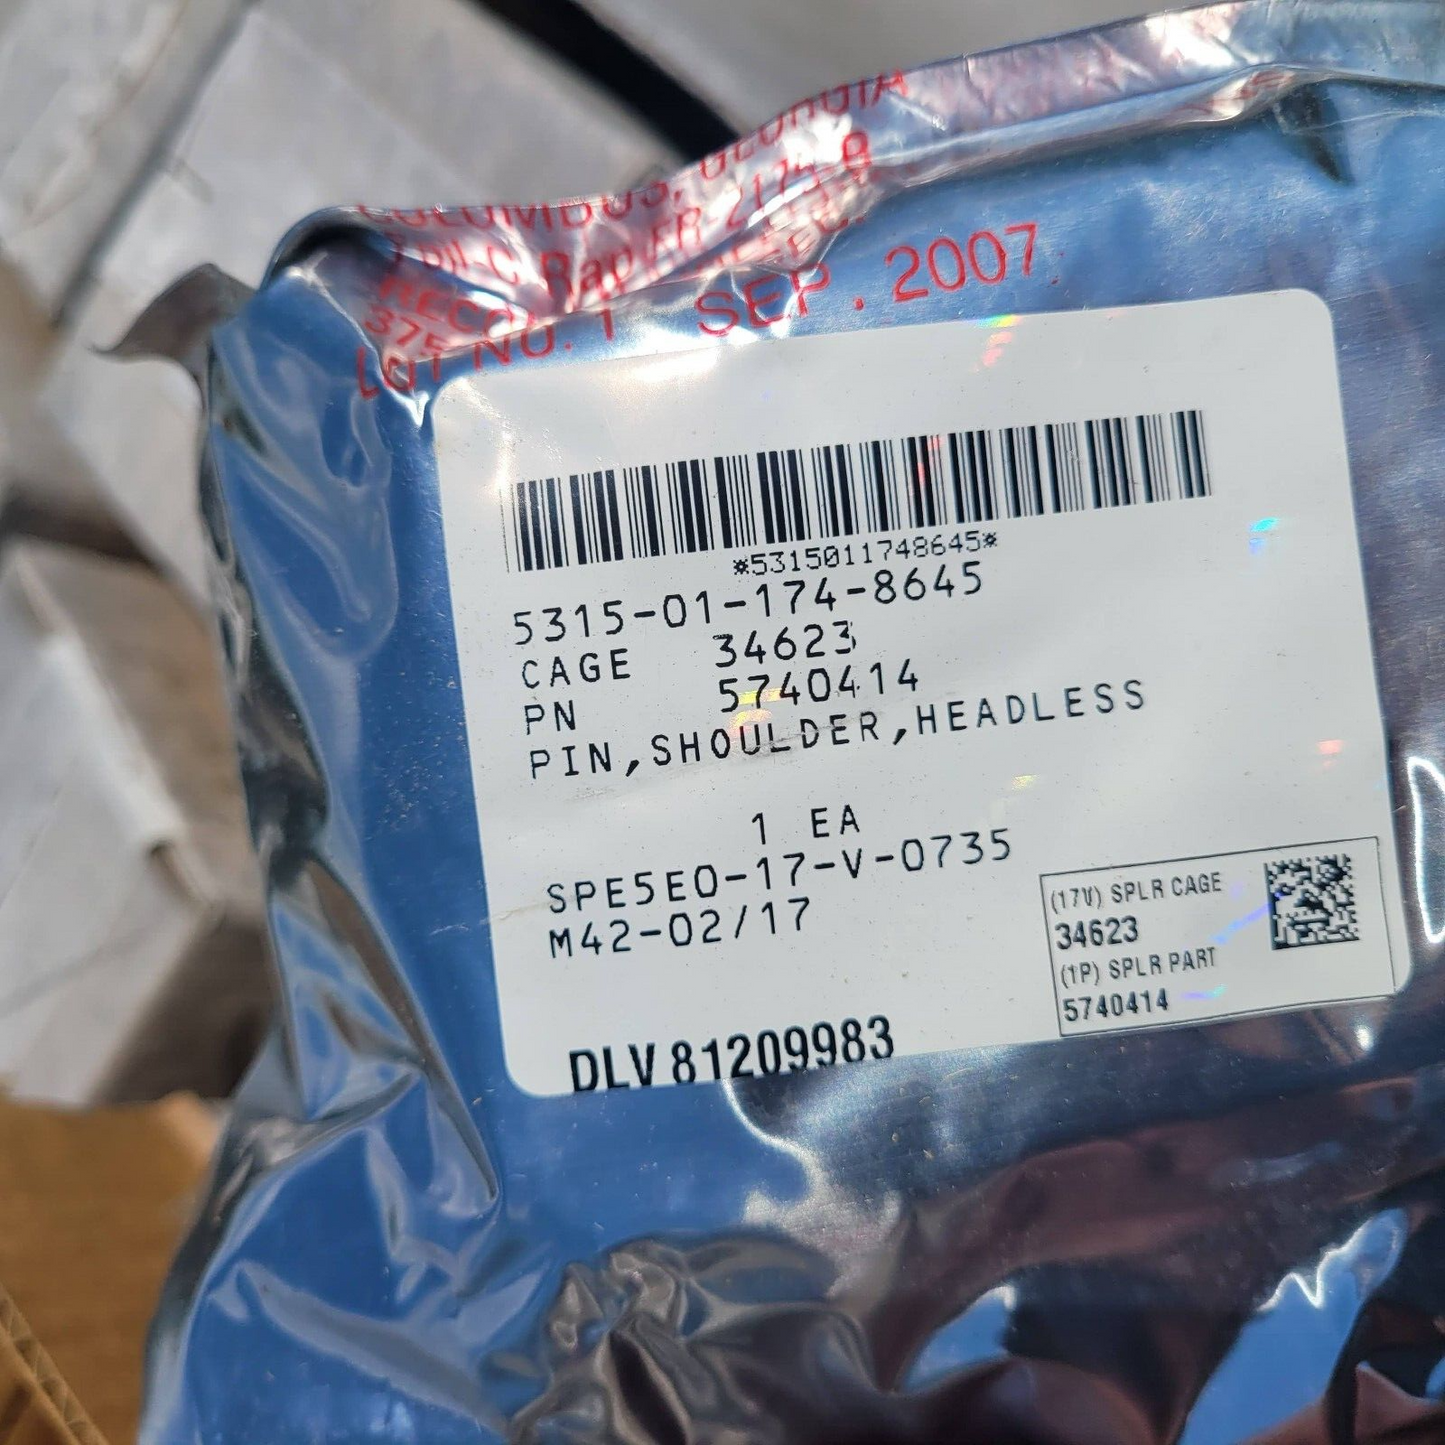 COLUMBUS, GEORGIA
SEP. 2007
LOT NO. 1
*5315011748645*
5315-01-174-8645
CAGE 34623
PN 5740414
PIN,SHOULDER,HEADLESS
1 EA
SPE5E0-17-V-0735
M42-02/17
(17V) SPLR CAGE
34623
(1P) SPLR PART
5740414
DLV 81209983